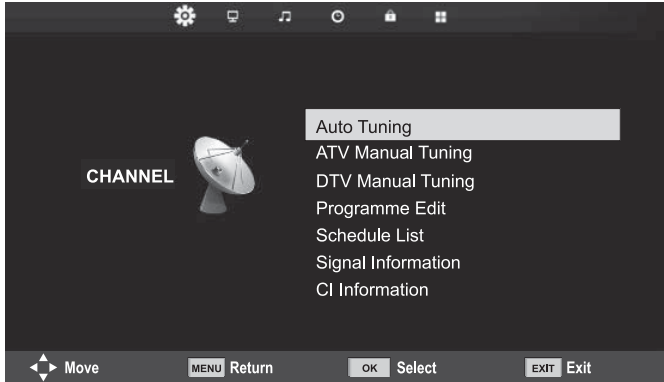 CHANNEL
Auto Tuning
ATV Manual Tuning
DTV Manual Tuning
Programme Edit
Schedule List
Signal Information
CI Information
Move MENU Return OK Select EXIT Exit